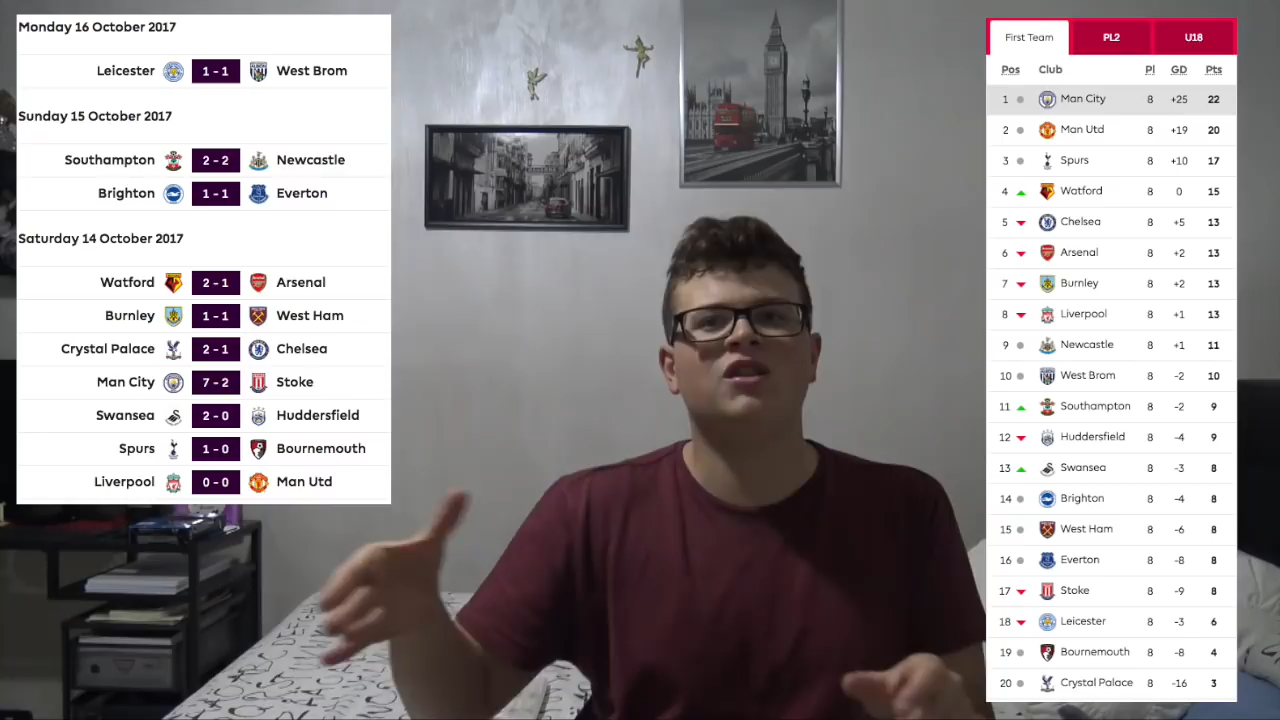 Monday 16 October 2017
Leicester 1 - 1 West Brom
Sunday 15 October 2017
Southampton 2 - 2 Newcastle
Brighton 1 - 1 Everton
Saturday 14 October 2017
Watford 2 - 1 Arsenal
Burnley 1 - 1 West Ham
Crystal Palace 2 - 1 Chelsea
Man City 7 - 2 Stoke
Swansea 2 - 0 Huddersfield
Spurs 1 - 0 Bournemouth
Liverpool 0 - 0 Man Utd
First Team PL2 U18
Pos Club Pl GD Pts
1 Man City 8 +25 22
2 Man Utd 8 +19 20
3 Spurs 8 +10 17
4 Watford 8 0 15
5 Chelsea 8 +5 13
6 Arsenal 8 +2 13
7 Burnley 8 +2 13
8 Liverpool 8 +1 13
9 Newcastle 8 +1 11
10 West Brom 8 -2 10
11 Southampton 8 -2 9
12 Huddersfield 8 -4 9
13 Swansea 8 -3 8
14 Brighton 8 -4 8
15 West Ham 8 -6 8
16 Everton 8 -8 8
17 Stoke 8 -9 8
18 Leicester 8 -3 6
19 Bournemouth 8 -8 4
20 Crystal Palace 8 -16 3